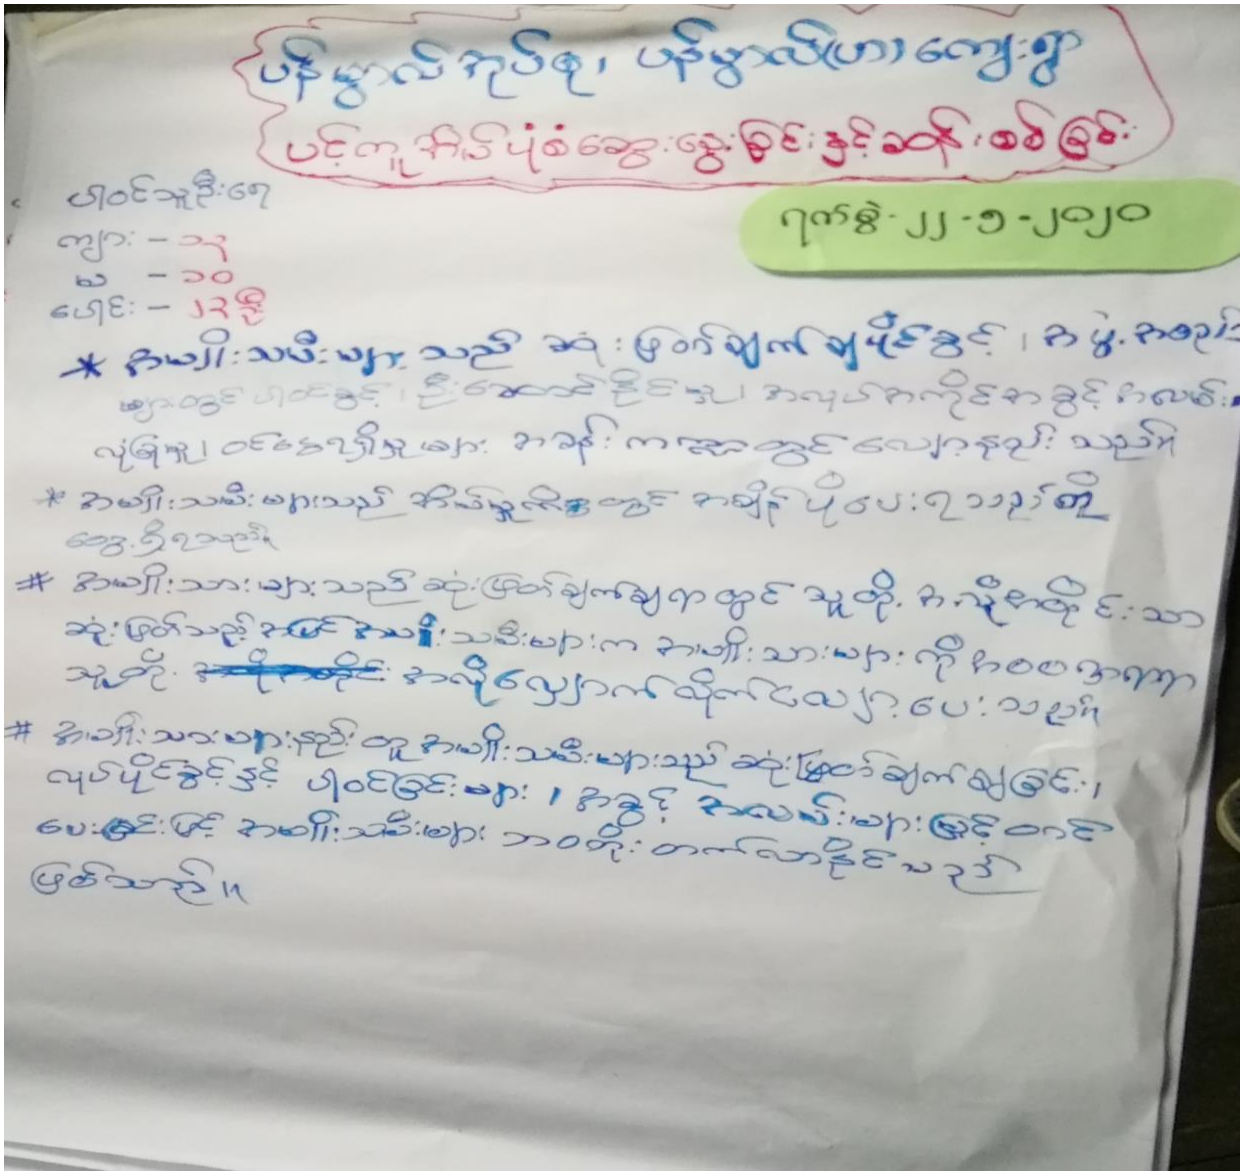 ပန်မွာလ်အုပ်စု၊ ပန်မွာလ်(ဟ)ကျေးရွာ
ပင့်ကူအိမ်ပုံစံဆွေးနွေးခြင်းနှင့်ဆန်းစစ်ခြင်း
ပါဝင်သူဦးရေ
ရက်စွဲ - ၂၂ - ၅ - ၂၀၂၀
ကျား - ၁၃
မ - ၁၀
ပေါင်း - ၂၃ ဦး
* အမျိုးသမီးများသည် ဆုံးဖြတ်ချက်ချပိုင်ခွင့်၊ အဖွဲ့အစည်း
များတွင် ပါဝင်ခွင့်၊ ဦးဆောင်နိုင်မှု၊ အလုပ်အကိုင်အခွင့်အလမ်း၊
လုံခြုံမှု၊ ဝင်ငွေရရှိမှုများ အခန်းကဏ္ဍတွင် လျော့နည်းသည်။
* အမျိုးသမီးများသည် အိမ်မှုကိစ္စတွင် အချိန်ပိုပေးရသည်ကို
တွေ့ရှိရသည်။
# အမျိုးသားများသည် ဆုံးဖြတ်ချက်ချရာတွင် သူတို့အလိုအတိုင်းသာ
ဆုံးဖြတ်သည့်အပြင် အမျိုးသမီးများက အမျိုးသားများကို
သူတို့ အလိုလျှောက် လိုက်လျောပေးသည်။
# အမျိုးသားများနည်းတူ အမျိုးသမီးများသည် ဆုံးဖြတ်ချက်ချခြင်း၊
လုပ်ပိုင်ခွင့်နှင့် ပါဝင်ခြင်းများ၊ အခွင့်အလမ်းများ မြှင့်တင်
ပေးခြင်းဖြင့် အမျိုးသမီးများ ဘဝတိုးတက်လာနိုင်မည်
ဖြစ်သည်။